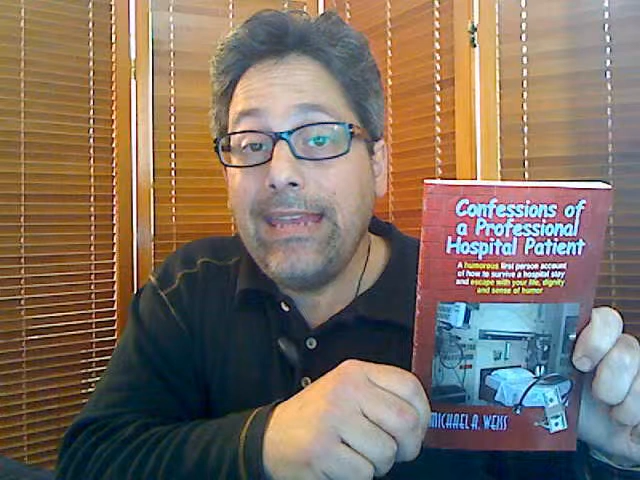 Confessions of
a Professional
Hospital Patient
A humorous first person account
of how to survive a hospital stay
and escape with your life, dignity
and sense of humor
MICHAEL A. WEISS